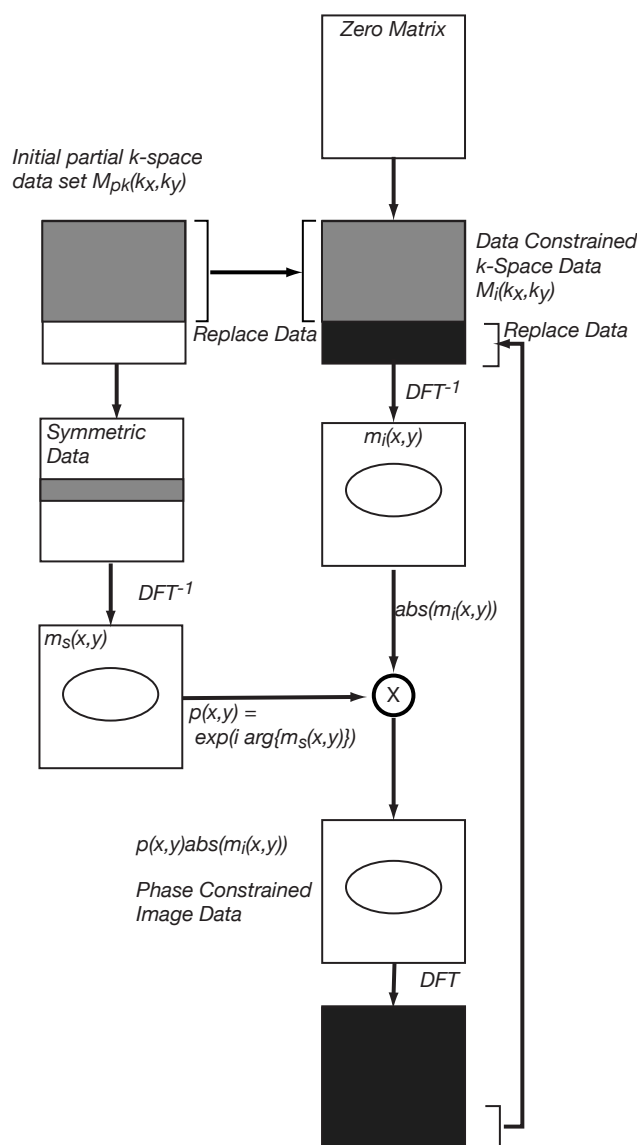 Zero Matrix
Initial partial k-space
data set Mpk(kx,ky)
Data Constrained
k-Space Data
Mi(kx,ky)
Replace Data
Replace Data
DFT-1
Symmetric
Data
mi(x,y)
DFT-1
abs(mi(x,y))
ms(x,y)
X
p(x,y) =
exp(i arg{ms(x,y)})
p(x,y)abs(mi(x,y))
Phase Constrained
Image Data
DFT